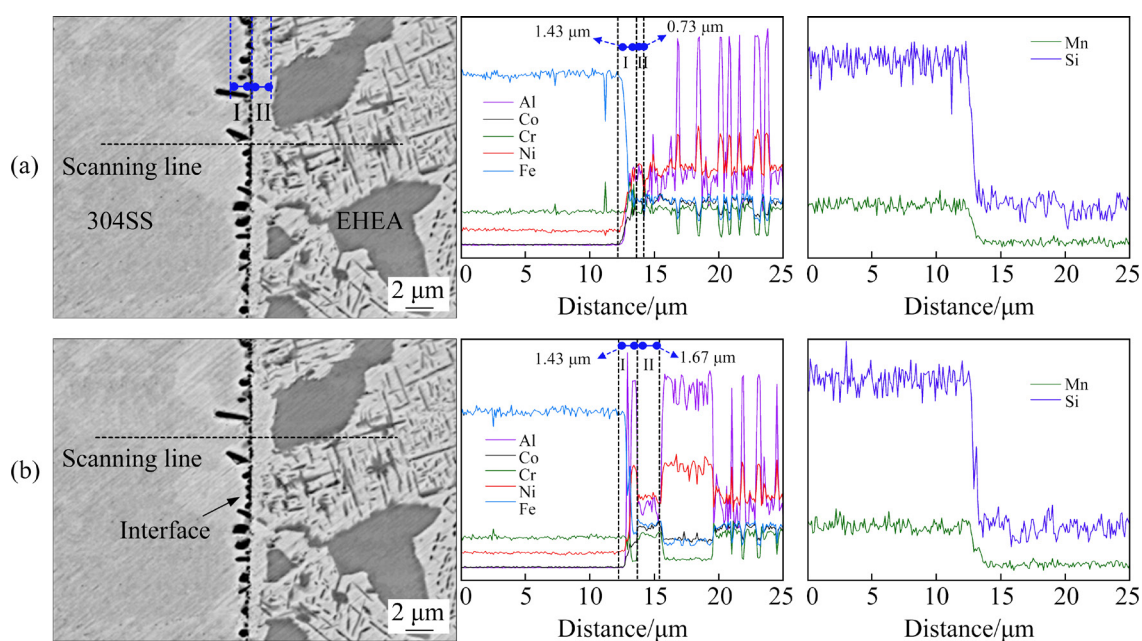 (a)
I II
Scanning line
304SS
EHEA
2 μm
1.43 μm
0.73 μm
I II
Al
Co
Cr
Ni
Fe
0 5 10 15 20 25
Distance/μm
Mn
Si
0 5 10 15 20 25
Distance/μm
(b)
Scanning line
Interface
2 μm
1.43 μm
1.67 μm
I II
Al
Co
Cr
Ni
Fe
0 5 10 15 20 25
Distance/μm
Mn
Si
0 5 10 15 20 25
Distance/μm